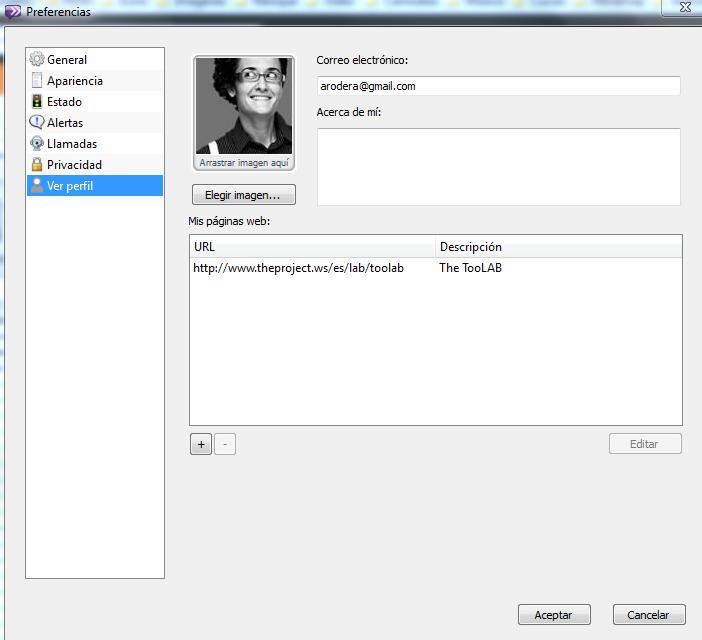 Preferencias
General
Apariencia
Estado
Alertas
Llamadas
Privacidad
Ver perfil
Arrastrar imagen aquí
Elegir imagen...
Correo electrónico:
arodera@gmail.com
Acerca de mí:
Mis páginas web:
URL Descripción
http://www.theproject.ws/es/lab/toolab The TooLAB
+ -
Editar
Aceptar Cancelar